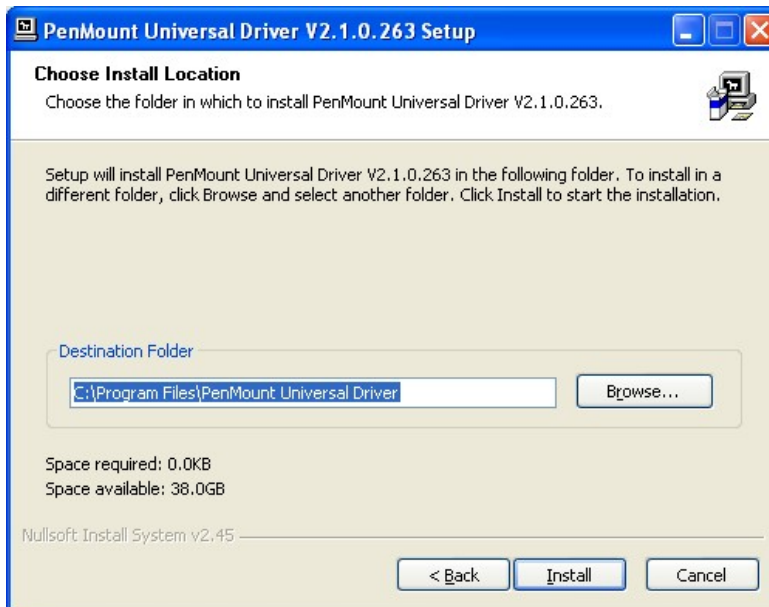 PenMount Universal Driver V2.1.0.263 Setup
Choose Install Location
Choose the folder in which to install PenMount Universal Driver V2.1.0.263.
Setup will install PenMount Universal Driver V2.1.0.263 in the following folder. To install in a
different folder, click Browse and select another folder. Click Install to start the installation.
Destination Folder
C:\Program Files\PenMount Universal Driver
Browse...
Space required: 0.0KB
Space available: 38.0GB
Nullsoft Install System v2.45
< Back
Install
Cancel